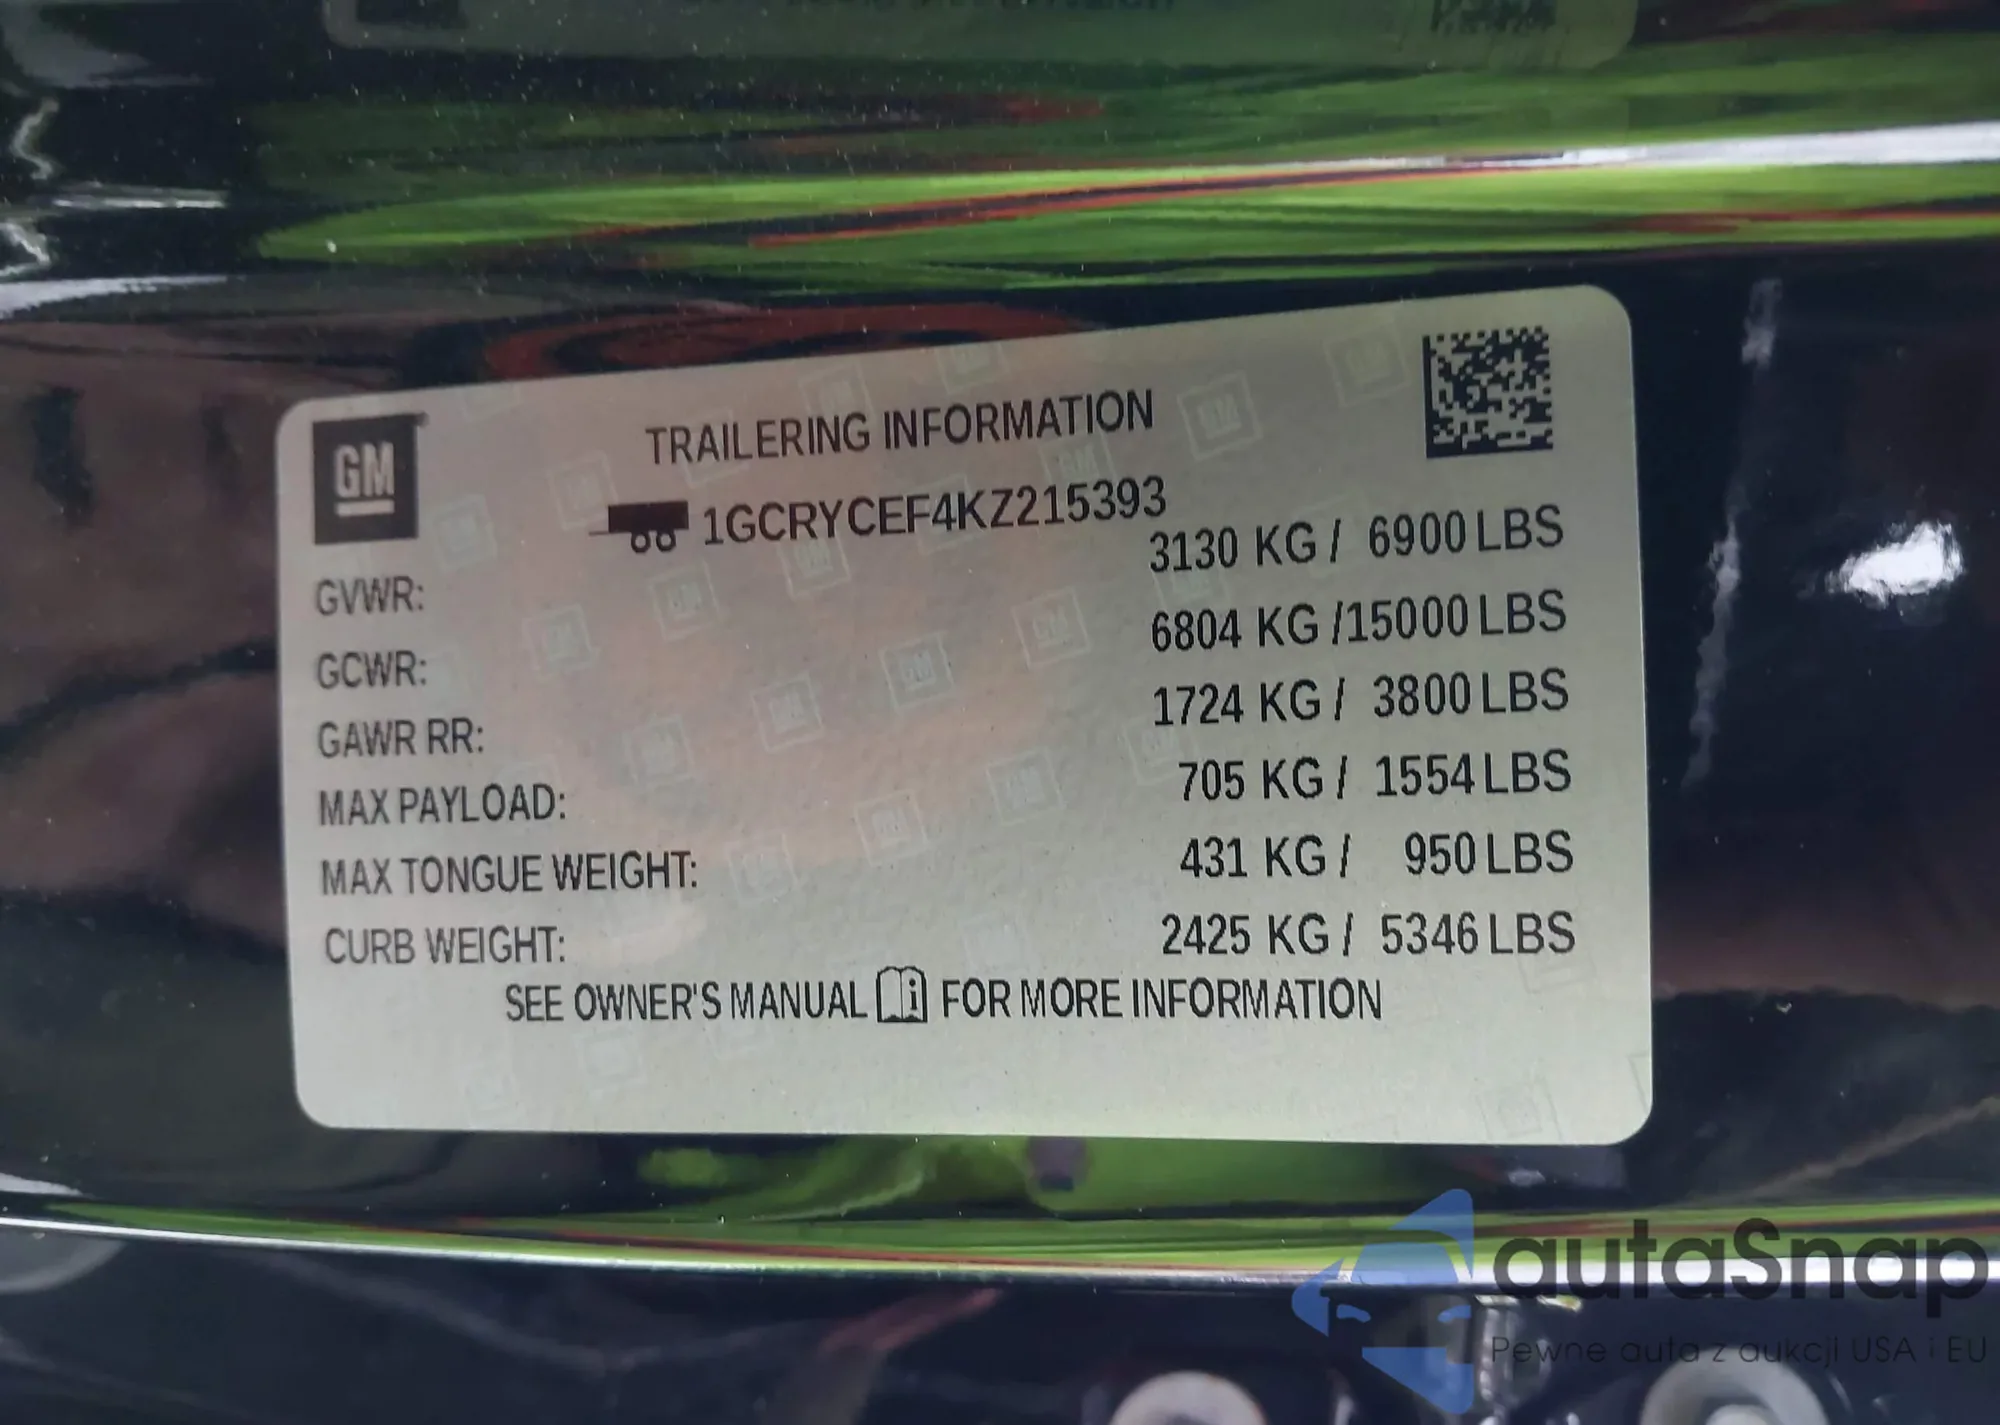 GM
TRAILERING INFORMATION
1GCRYCEF4KZ215393
GVWR: 3130 KG / 6900 LBS
GCWR: 6804 KG /15000 LBS
GAWR RR: 1724 KG / 3800 LBS
MAX PAYLOAD: 705 KG / 1554 LBS
MAX TONGUE WEIGHT: 431 KG / 950 LBS
CURB WEIGHT: 2425 KG / 5346 LBS
SEE OWNER'S MANUAL i FOR MORE INFORMATION
autaSnap
Pewne auta z aukcji USA i EU